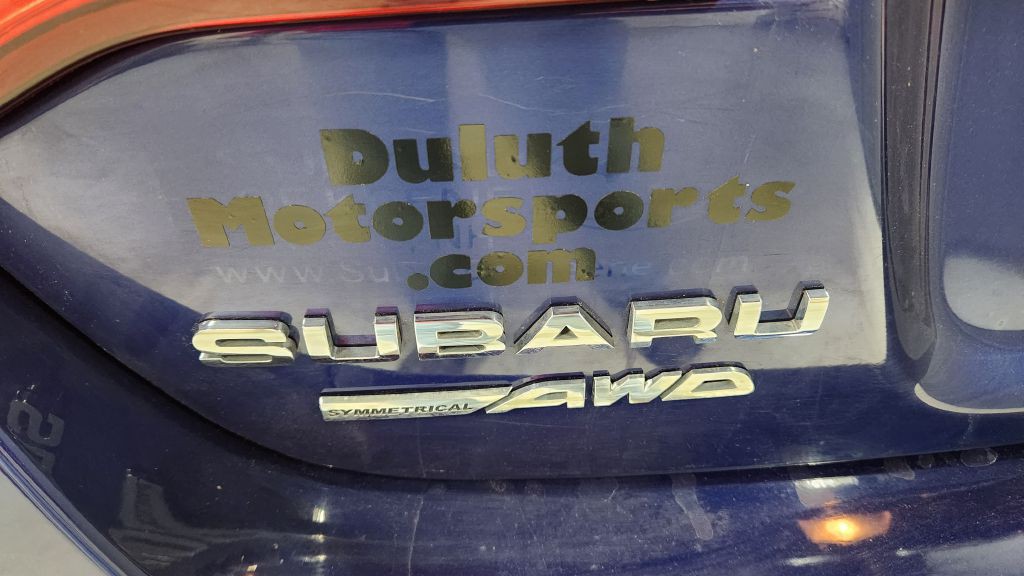 Duluth
Motorsports
.com
SUBARU
SYMMETRICAL AWD